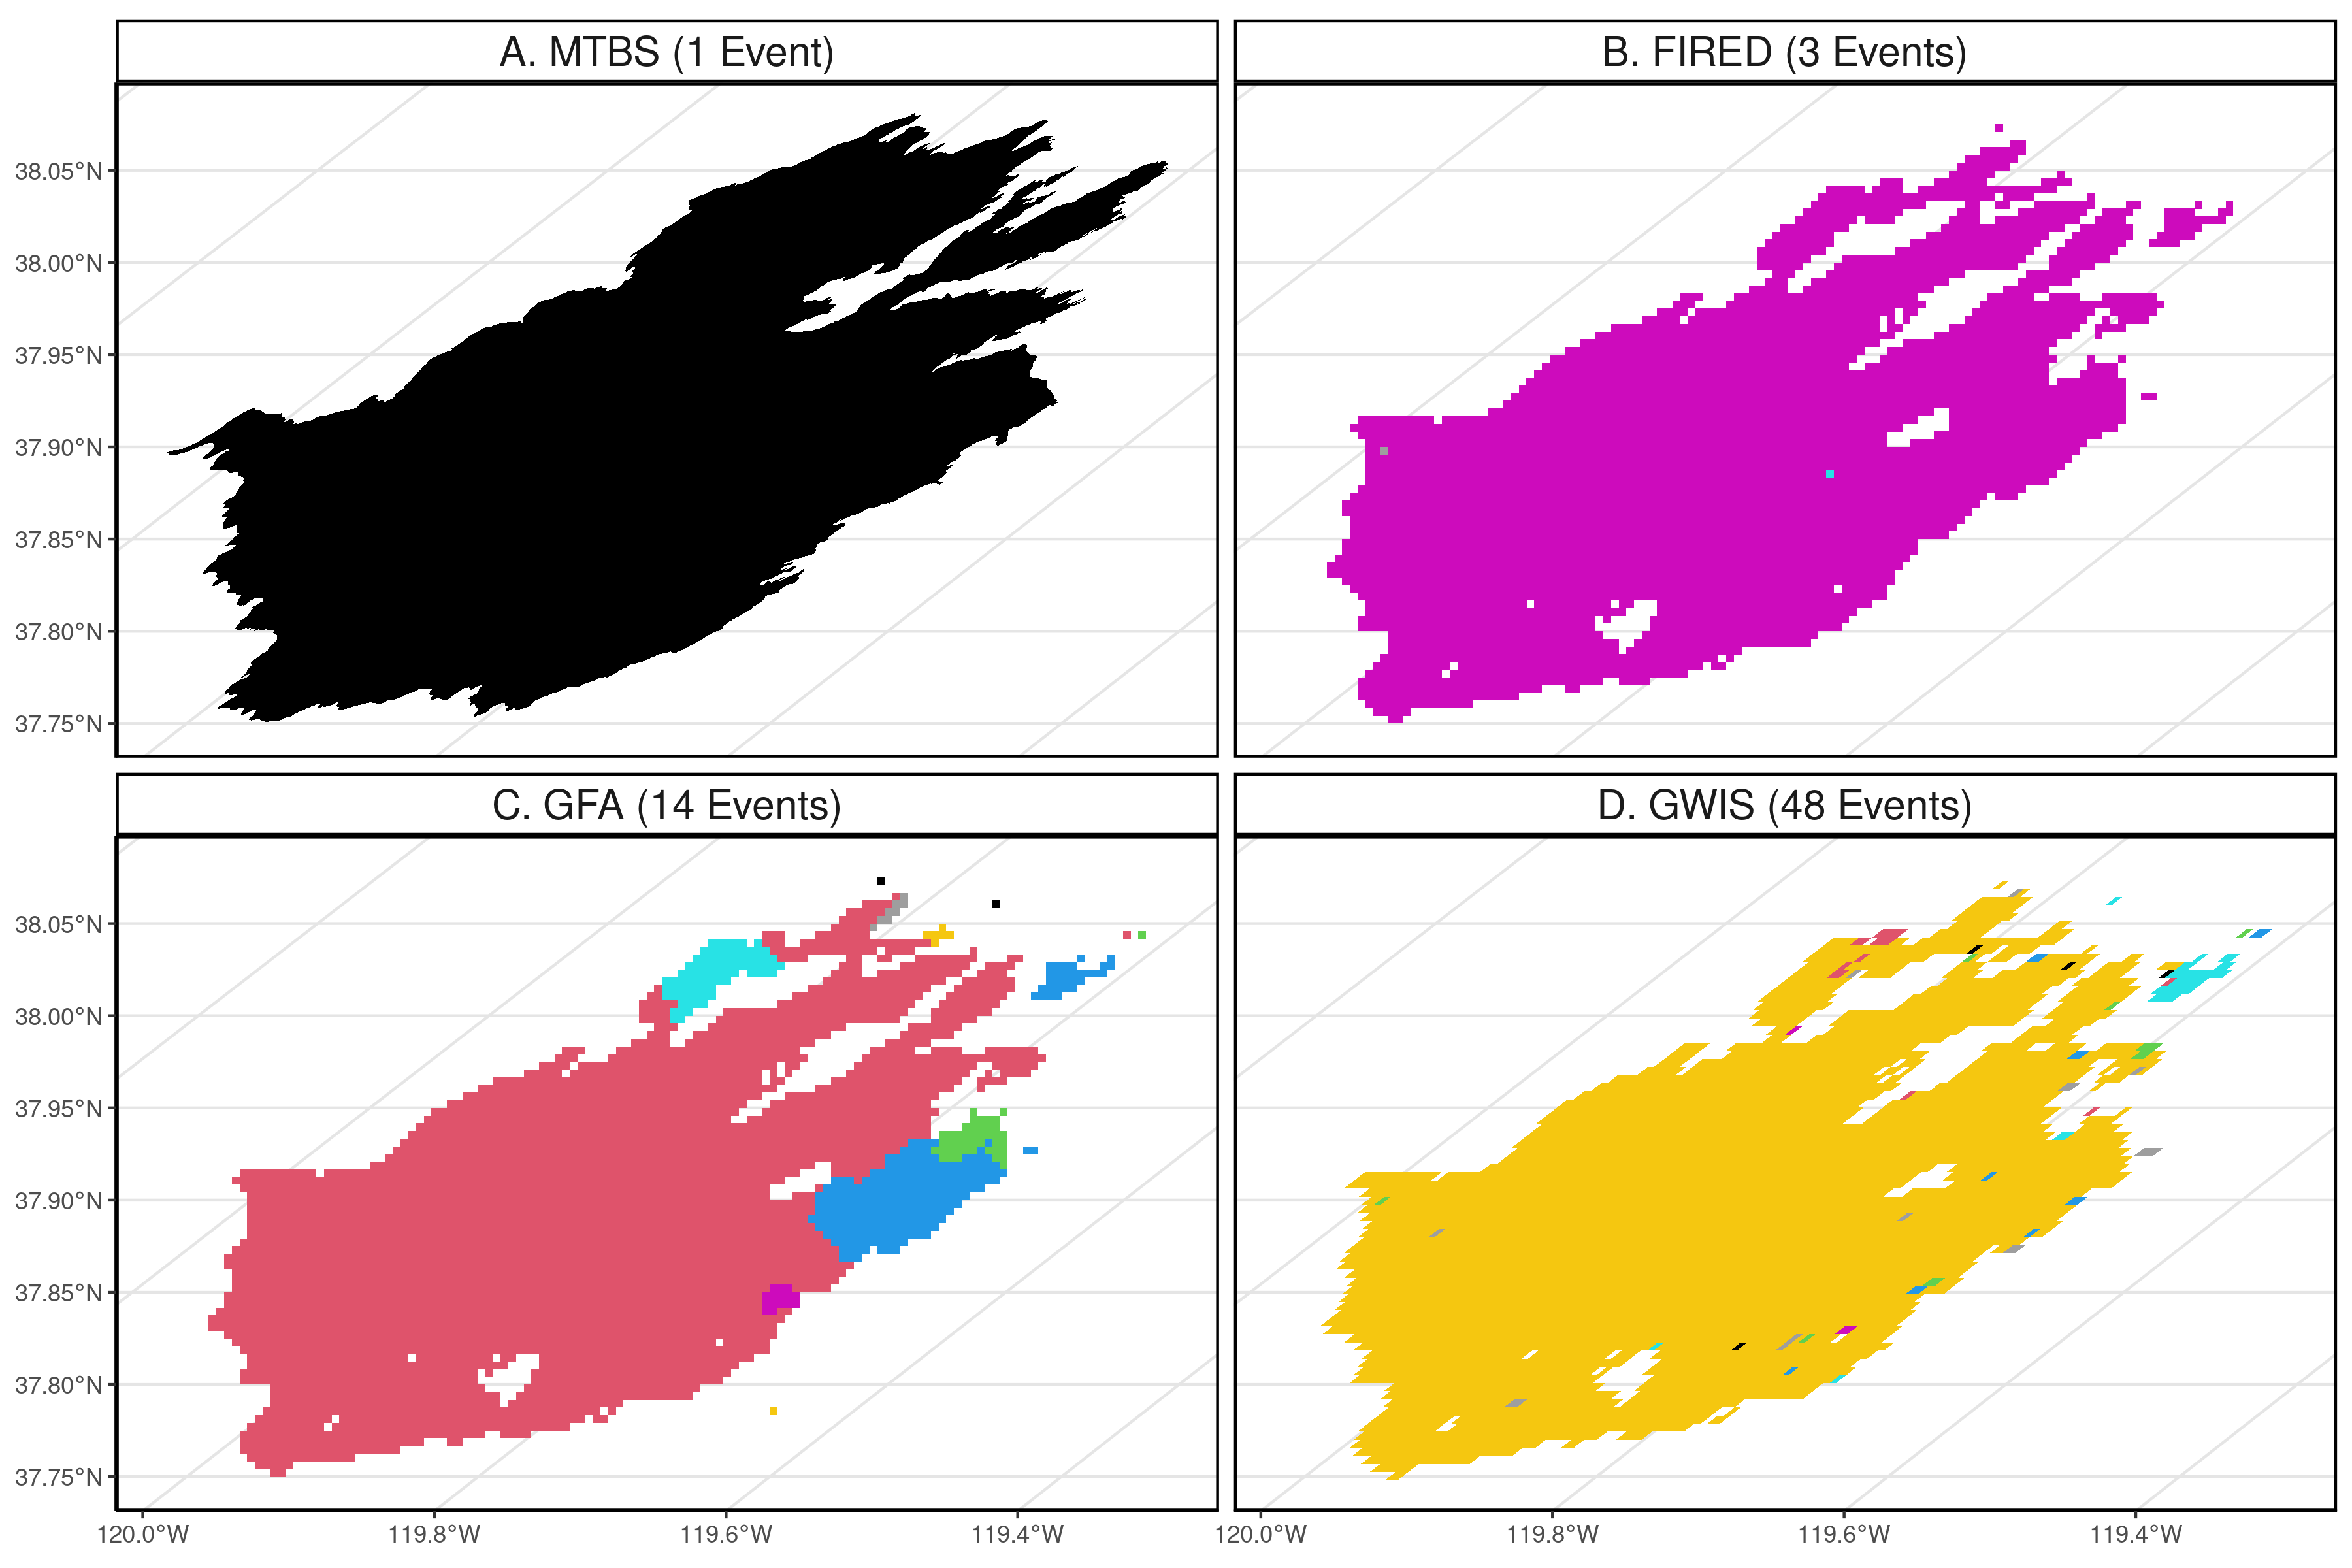 A. MTBS (1 Event)
B. FIRED (3 Events)
38.05°N
38.00°N
37.95°N
37.90°N
37.85°N
37.80°N
37.75°N
C. GFA (14 Events)
D. GWIS (48 Events)
38.05°N
38.00°N
37.95°N
37.90°N
37.85°N
37.80°N
37.75°N
120.0°W 119.8°W 119.6°W 119.4°W 120.0°W 119.8°W 119.6°W 119.4°W